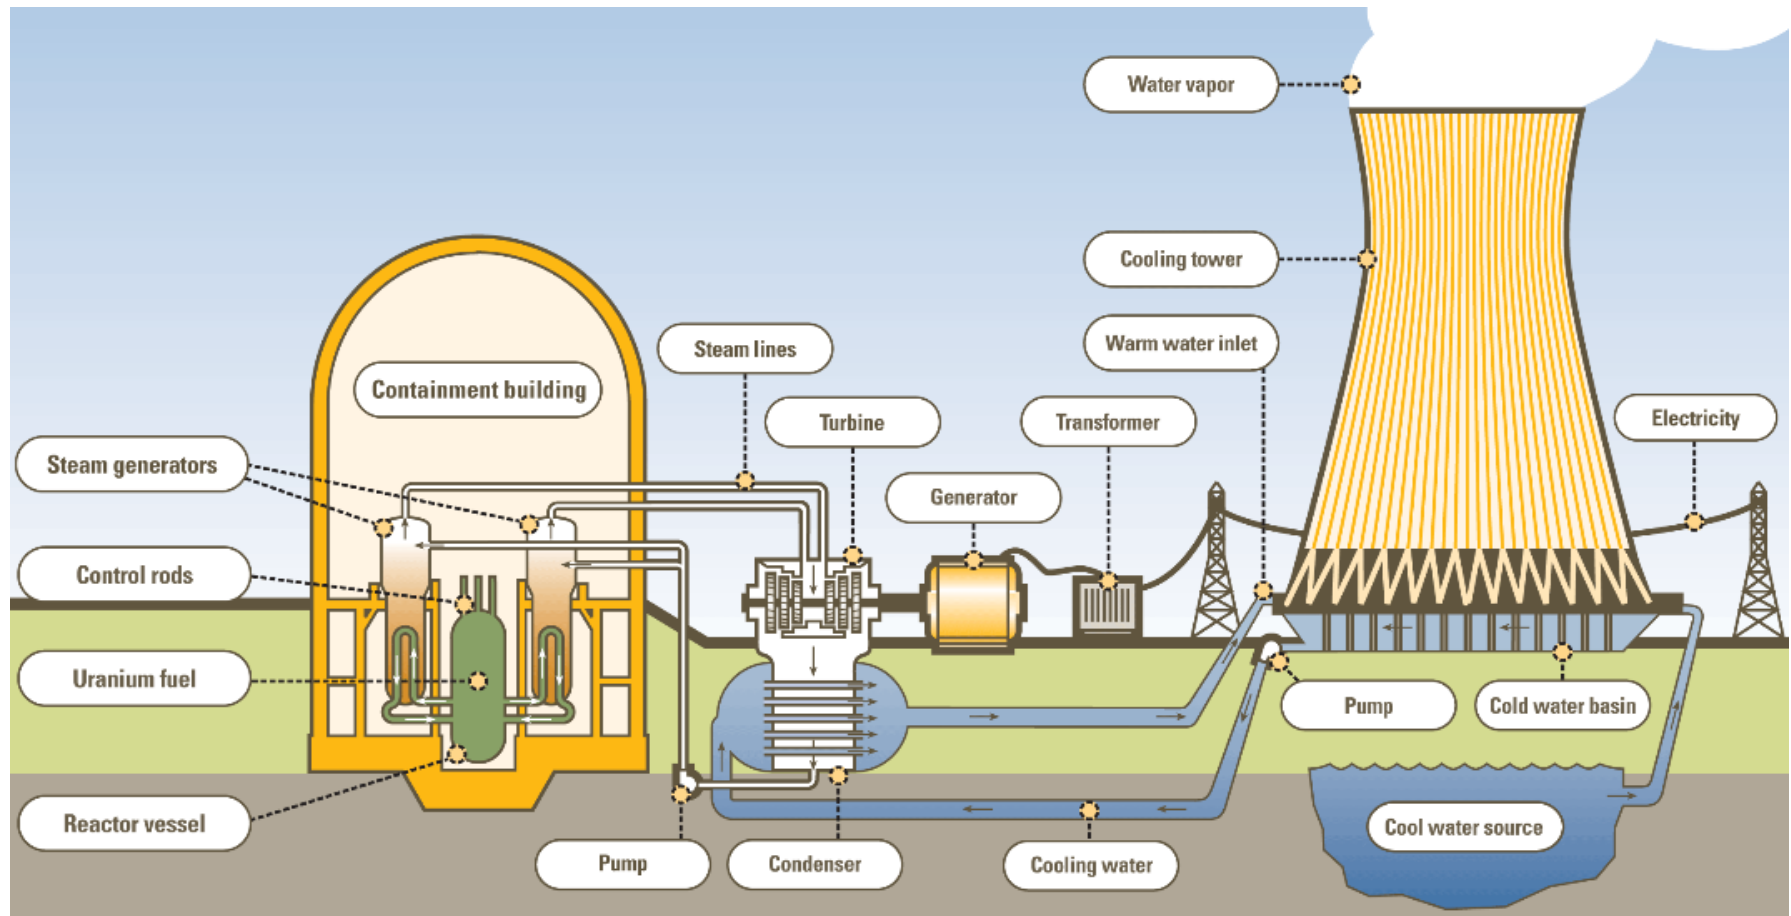 Water vapor
Cooling tower
Steam lines
Warm water inlet
Containment building
Turbine
Transformer
Electricity
Steam generators
Generator
Control rods
Uranium fuel
Pump
Cold water basin
Reactor vessel
Cool water source
Pump
Condenser
Cooling water